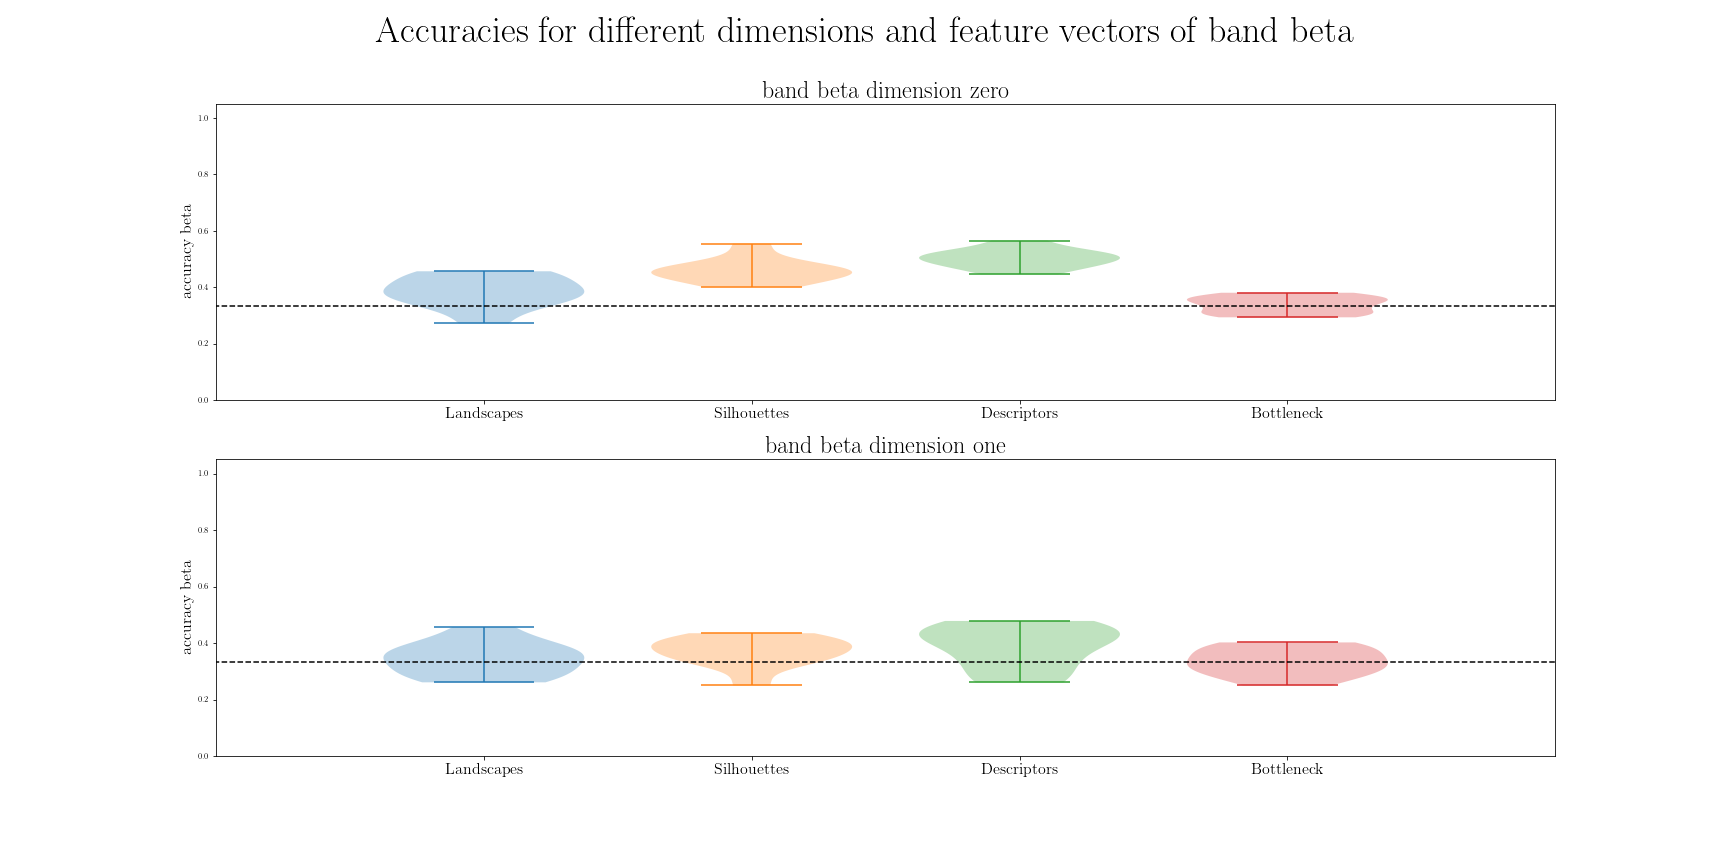 Accuracies for different dimensions and feature vectors of band beta
band beta dimension zero
1.0
0.8
0.6
0.4
0.2
0.0
accuracy beta
Landscapes Silhouettes Descriptors Bottleneck
band beta dimension one
1.0
0.8
0.6
0.4
0.2
0.0
accuracy beta
Landscapes Silhouettes Descriptors Bottleneck